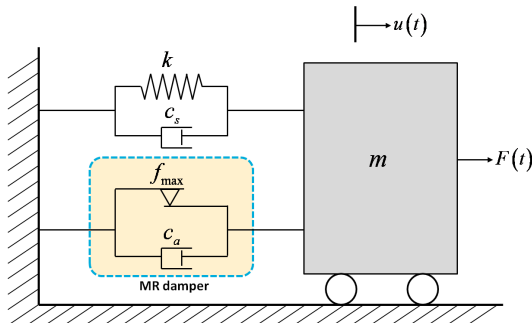 u(t)
k
c_s
f_max
m
F(t)
c_a
MR damper